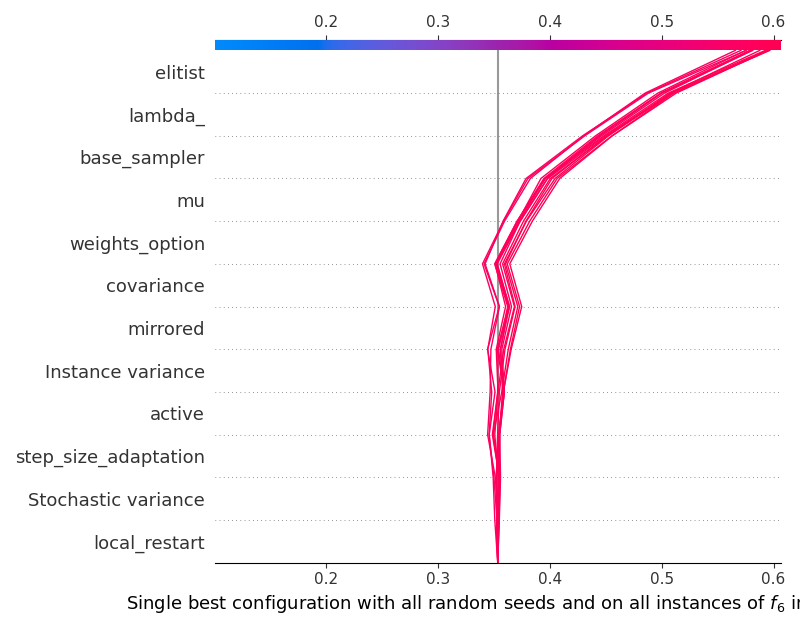 0.2 0.3 0.4 0.5 0.6
elitist
lambda_
base_sampler
mu
weights_option
covariance
mirrored
Instance variance
active
step_size_adaptation
Stochastic variance
local_restart
0.2 0.3 0.4 0.5 0.6
Single best configuration with all random seeds and on all instances of f₆ i